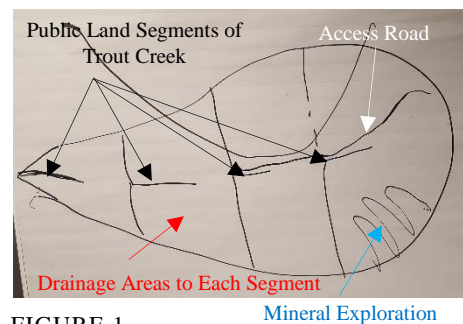 Public Land Segments of
Trout Creek
Access Road
Drainage Areas to Each Segment
Mineral Exploration
FIGURE 1